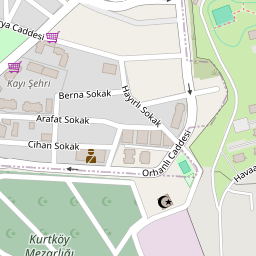 ya Caddesi
Kayı Şehri
Berna Sokak
Hayırlı Sokak
Arafat Sokak
Cihan Sokak
Orhanlı Caddesi
Havaa
Kurtköy
Mezarlığı